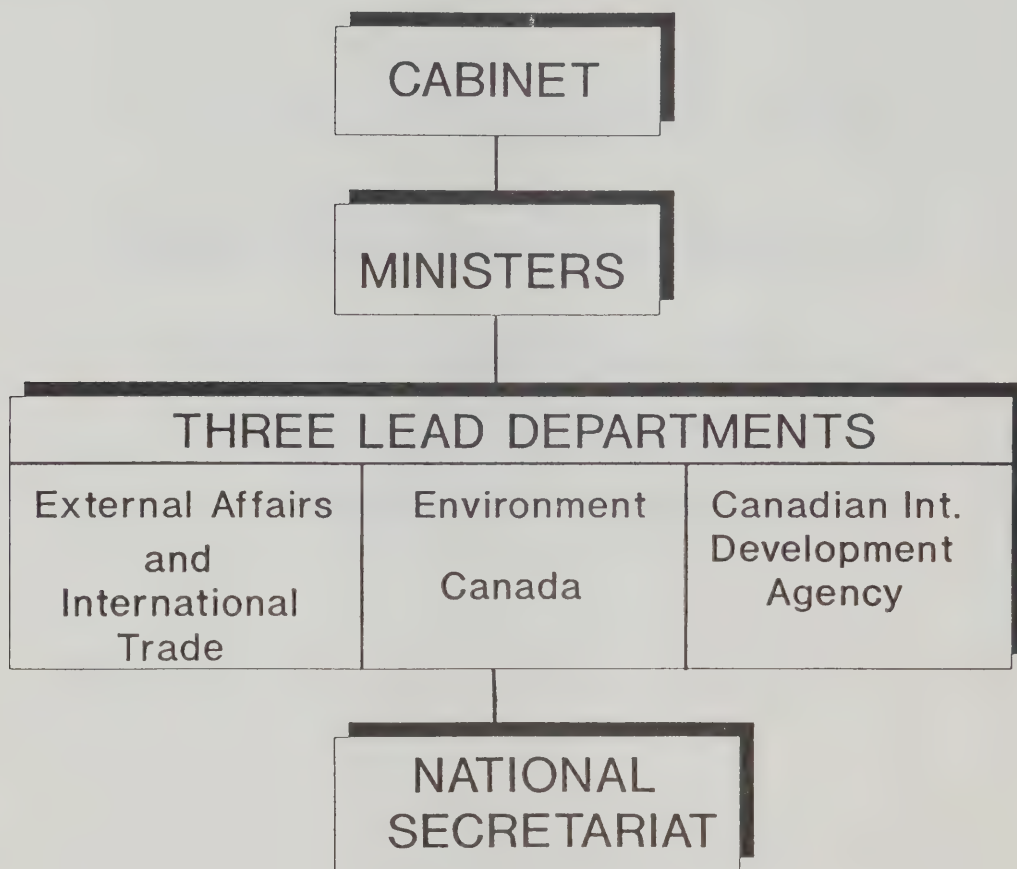 CABINET
MINISTERS
THREE LEAD DEPARTMENTS
External Affairs
and
International
Trade
Environment
Canada
Canadian Int.
Development
Agency
NATIONAL
SECRETARIAT